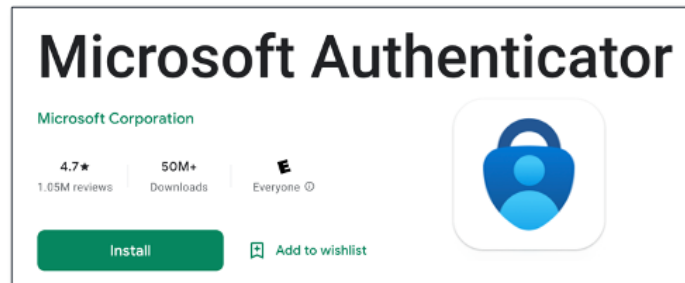 Microsoft Authenticator
Microsoft Corporation
4.7★ 50M+ E
1.05M reviews Downloads Everyone ⓘ
Install Add to wishlist